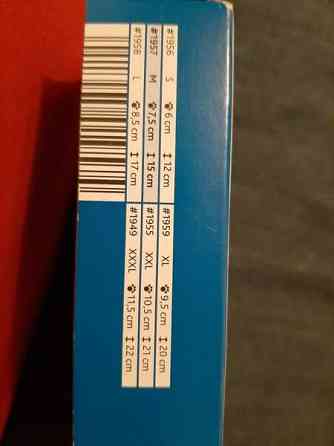 #1956 S 6 cm 12 cm
#1957 M 7,5 cm 15 cm
#1958 L 8,5 cm 17 cm
#1959 XL 9,5 cm 20 cm
#1955 XXL 10,5 cm 21 cm
#1949 XXXL 11,5 cm 22 cm